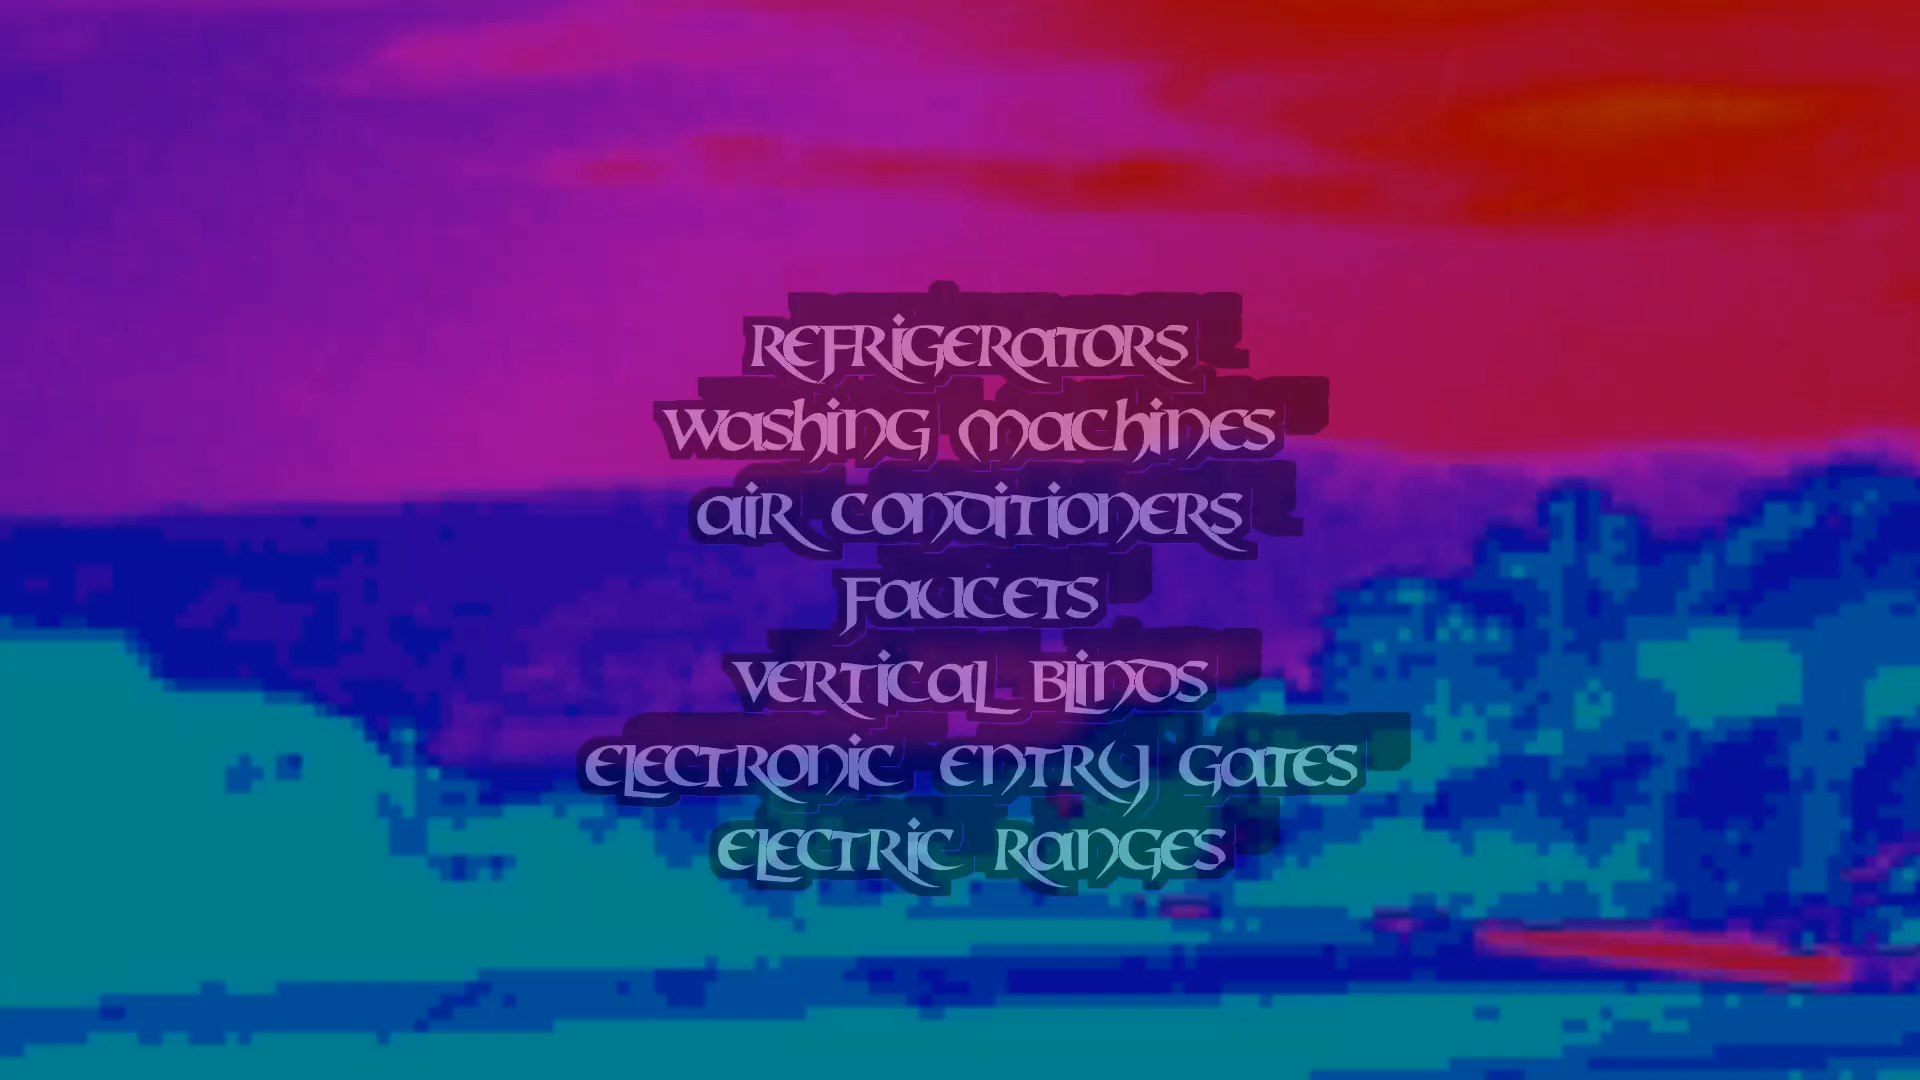 Refrigerators
Washing Machines
Air Conditioners
Faucets
Vertical Blinds
Electronic Entry Gates
Electric Ranges